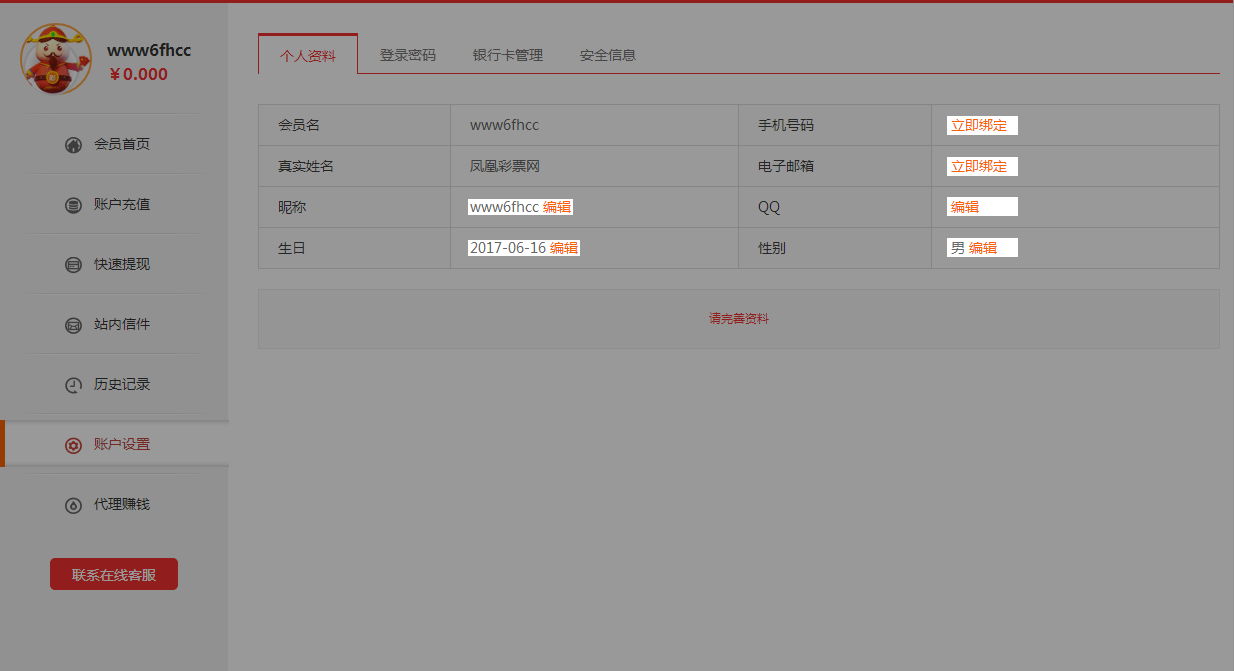 www6fhcc
￥0.000
会员首页
账户充值
快速提现
站内信件
历史记录
账户设置
代理赚钱
联系在线客服
个人资料 登录密码 银行卡管理 安全信息
会员名 www6fhcc 手机号码 立即绑定
真实姓名 凤凰彩票网 电子邮箱 立即绑定
昵称 www6fhcc 编辑 QQ 编辑
生日 2017-06-16 编辑 性别 男 编辑
请完善资料